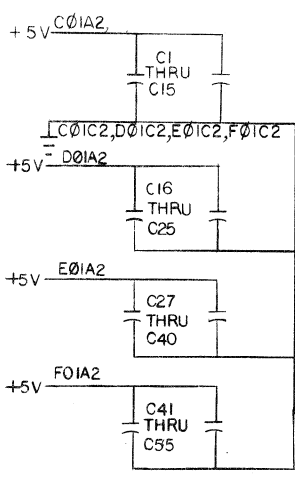 CØ1A2
+5V
C1
THRU
C15
CØ1C2,DØ1C2,EØ1C2,FØ1C2
DØ1A2
+5V
C16
THRU
C25
EØ1A2
+5V
C27
THRU
C40
FO1A2
+5V
C41
THRU
C55